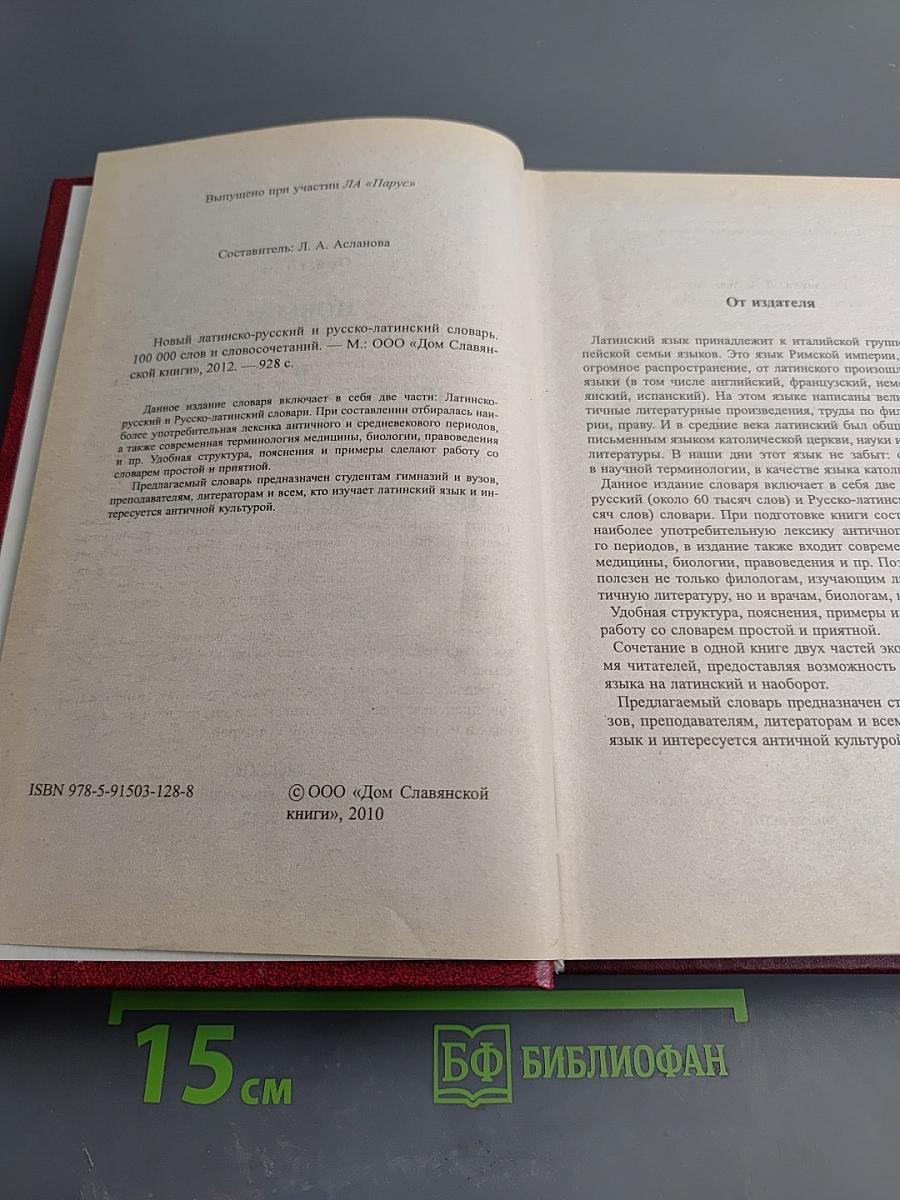 Выпущено при участии ЛА «Парус»
Составитель: Л. А. Асланова
Новый латинско-русский и русско-латинский словарь.
100 000 слов и словосочетаний. — М.: ООО «Дом Славян-
ской книги», 2012. — 928 с.
Данное издание словаря включает в себя две части: Латинско-
русский и Русско-латинский словари. При составлении отбиралась наи-
более употребительная лексика античного и средневекового периодов,
а также современная терминология медицины, биологии, правоведения
и пр. Удобная структура, пояснения и примеры сделают работу со
словарем простой и приятной.
Предлагаемый словарь предназначен студентам гимназий и вузов,
преподавателям, литераторам и всем, кто изучает латинский язык и ин-
тересуется античной культурой.
ISBN 978-5-91503-128-8
© ООО «Дом Славянской
книги», 2010
От издателя
Латинский язык принадлежит к италийской группе
пейской семьи языков. Это язык Римской империи,
огромное распространение, от латинского произошл
языки (в том числе английский, французский, нем
янский, испанский). На этом языке написаны вели
тичные литературные произведения, труды по фил
рии, праву. И в средние века латинский был общ
письменным языком католической церкви, науки и
литературы. В наши дни этот язык не забыт:
в научной терминологии, в качестве языка катол
Данное издание словаря включает в себя две
русский (около 60 тысяч слов) и Русско-латинс
сяч слов) словари. При подготовке книги сост
наиболее употребительную лексику античног
го периодов, в издание также входит совреме
медицины, биологии, правоведения и пр. Поэ
полезен не только филологам, изучающим л
тичную литературу, но и врачам, биологам,
Удобная структура, пояснения, примеры и
работу со словарем простой и приятной.
Сочетание в одной книге двух частей эко
мя читателей, предоставляя возможность
языка на латинский и наоборот.
Предлагаемый словарь предназначен ст
зов, преподавателям, литераторам и всем
язык и интересуется античной культурой
15 см
БФ БИБЛИОФАН